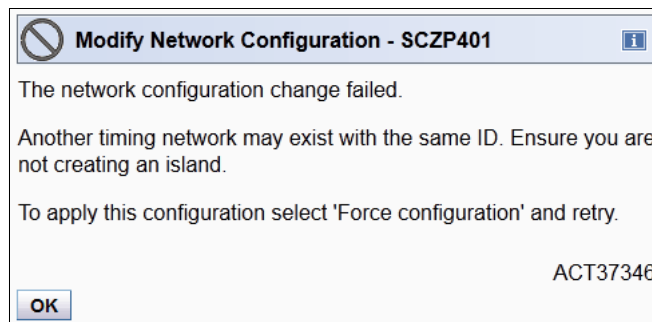 Modify Network Configuration - SCZP401
i
The network configuration change failed.
Another timing network may exist with the same ID. Ensure you are
not creating an island.
To apply this configuration select 'Force configuration' and retry.
ACT37346
OK